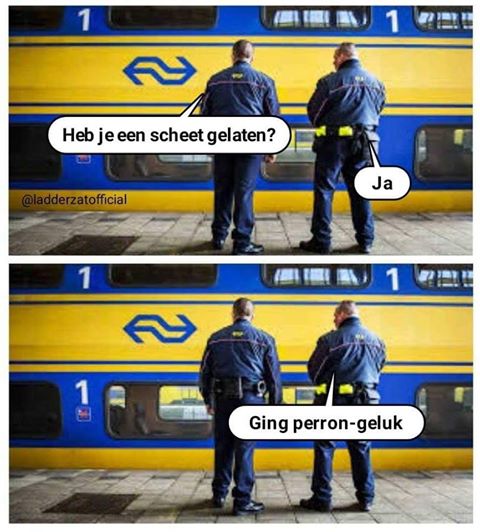 1
1
Heb je een scheet gelaten?
Ja
@ladderzatofficial
1
1
1
Ging perron-geluk